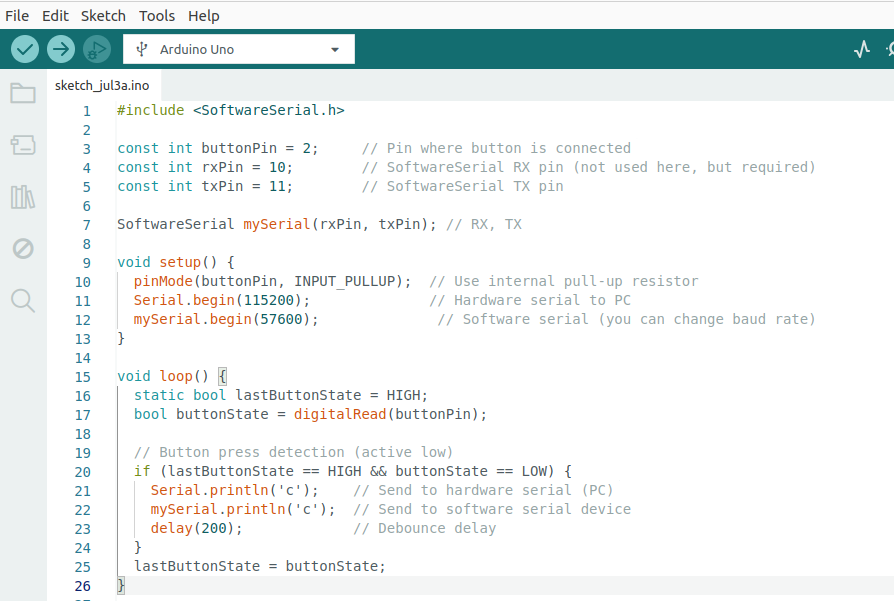 File Edit Sketch Tools Help
Arduino Uno
sketch_jul3a.ino
1 #include <SoftwareSerial.h>
2
3 const int buttonPin = 2;     // Pin where button is connected
4 const int rxPin = 10;        // SoftwareSerial RX pin (not used here, but required)
5 const int txPin = 11;        // SoftwareSerial TX pin
6
7 SoftwareSerial mySerial(rxPin, txPin); // RX, TX
8
9 void setup() {
10   pinMode(buttonPin, INPUT_PULLUP);  // Use internal pull-up resistor
11   Serial.begin(115200);              // Hardware serial to PC
12   mySerial.begin(57600);              // Software serial (you can change baud rate)
13 }
14
15 void loop() {
16   static bool lastButtonState = HIGH;
17   bool buttonState = digitalRead(buttonPin);
18
19   // Button press detection (active low)
20   if (lastButtonState == HIGH && buttonState == LOW) {
21     Serial.println('c');    // Send to hardware serial (PC)
22     mySerial.println('c');  // Send to software serial device
23     delay(200);             // Debounce delay
24   }
25   lastButtonState = buttonState;
26 }